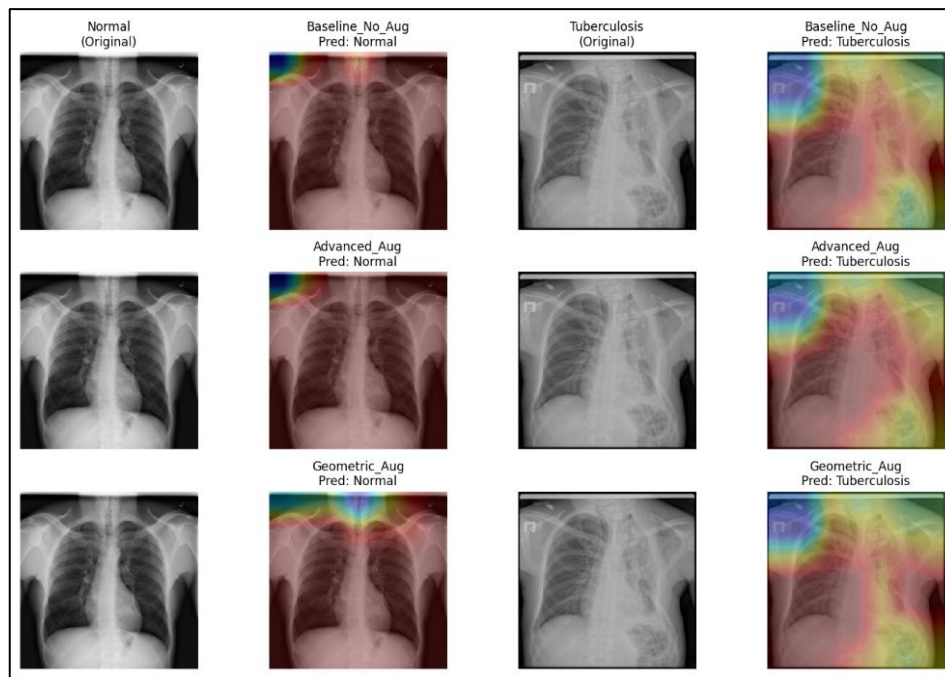 Normal
(Original)
Baseline_No_Aug
Pred: Normal
Tuberculosis
(Original)
Baseline_No_Aug
Pred: Tuberculosis
Advanced_Aug
Pred: Normal
Advanced_Aug
Pred: Tuberculosis
Geometric_Aug
Pred: Normal
Geometric_Aug
Pred: Tuberculosis